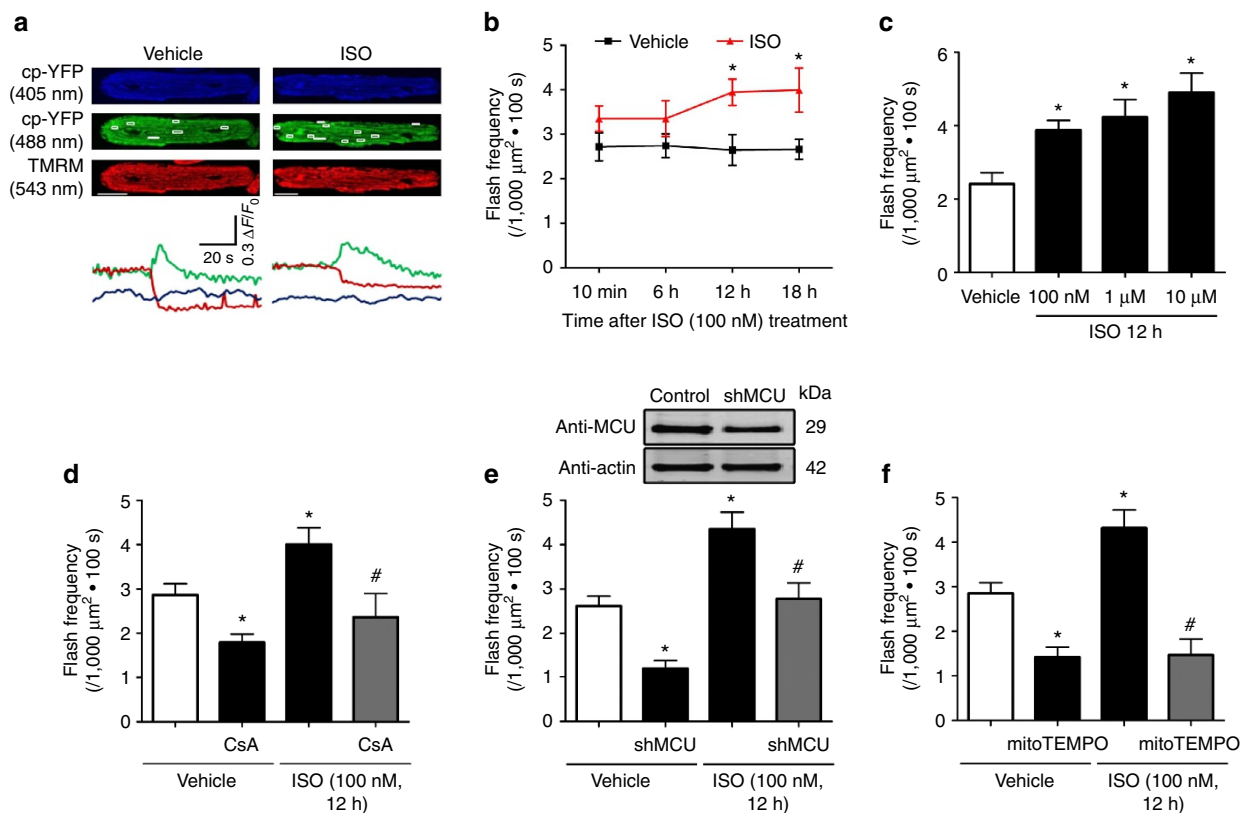 a
Vehicle
ISO
cp-YFP
(405 nm)
cp-YFP
(488 nm)
TMRM
(543 nm)
20 s
0.3 ΔF/F0
b
Vehicle
ISO
Flash frequency
(/1,000 μm² • 100 s)
5
4
3
2
1
0
*
*
10 min
6 h
12 h
18 h
Time after ISO (100 nM) treatment
c
Flash frequency
(/1,000 μm² • 100 s)
6
4
2
0
*
*
*
Vehicle
100 nM
1 μM
10 μM
ISO 12 h
d
Flash frequency
(/1,000 μm² • 100 s)
5
4
3
2
1
0
*
*
#
CsA
CsA
Vehicle
ISO (100 nM,
12 h)
e
Control
shMCU
kDa
Anti-MCU
29
Anti-actin
42
Flash frequency
(/1,000 μm² • 100 s)
5
4
3
2
1
0
*
*
#
shMCU
shMCU
Vehicle
ISO (100 nM,
12 h)
f
Flash frequency
(/1,000 μm² • 100 s)
5
4
3
2
1
0
*
*
#
mitoTEMPO
mitoTEMPO
Vehicle
ISO (100 nM,
12 h)